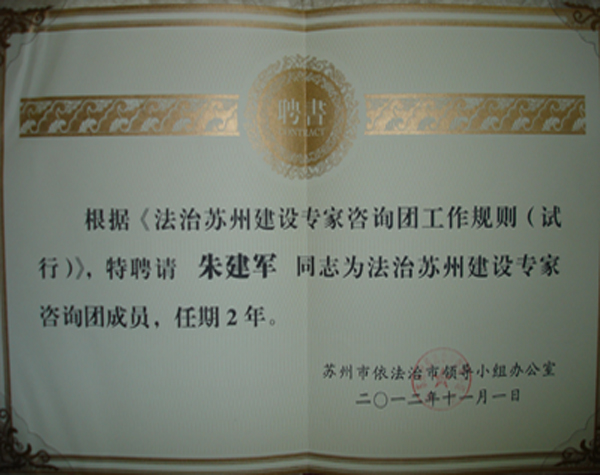 聘书
CONTRACT
根据《法治苏州建设专家咨询团工作规则（试
行）》，特聘请 朱建军 同志为法治苏州建设专家
咨询团成员，任期2年。
苏州市依法治市领导小组办公室
二〇一二年十一月一日